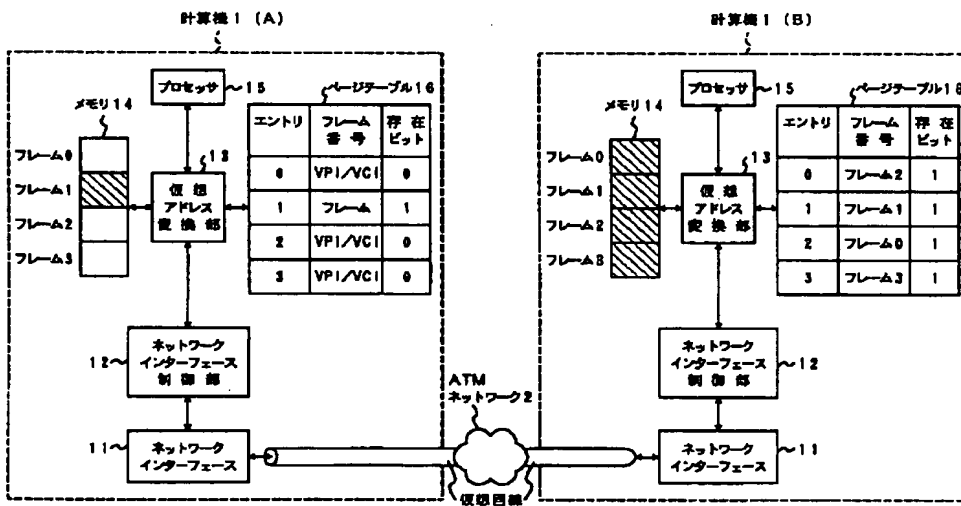 計算機1 (A)
プロセッサ
15
メモリ14
ページテーブル16
エントリ フレーム番号 存在ビット
0 VPI/VCI 0
1 フレーム 1
2 VPI/VCI 0
3 VPI/VCI 0
フレーム0
フレーム1
フレーム2
フレーム3
13
仮想
アドレス
変換部
12
ネットワーク
インターフェース
制御部
11
ネットワーク
インターフェース
ATM
ネットワーク2
仮想回線
計算機1 (B)
プロセッサ
15
メモリ14
ページテーブル16
エントリ フレーム番号 存在ビット
0 フレーム2 1
1 フレーム1 1
2 フレーム0 1
3 フレーム3 1
フレーム0
フレーム1
フレーム2
フレーム3
13
仮想
アドレス
変換部
ネットワーク
インターフェース
制御部
12
ネットワーク
インターフェース
11